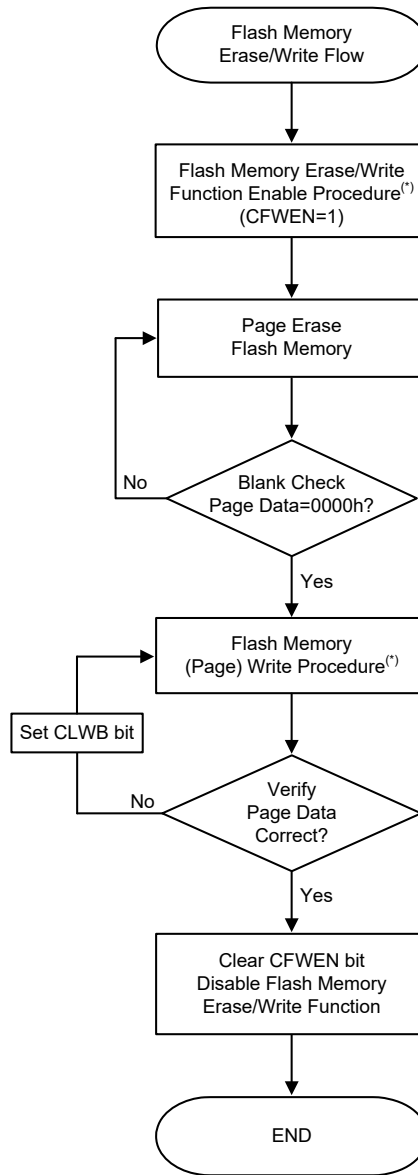 Flash Memory
Erase/Write Flow
Flash Memory Erase/Write
Function Enable Procedure(*)
(CFWEN=1)
Page Erase
Flash Memory
No
Blank Check
Page Data=0000h?
Yes
Flash Memory
(Page) Write Procedure(*)
Set CLWB bit
No
Verify
Page Data
Correct?
Yes
Clear CFWEN bit
Disable Flash Memory
Erase/Write Function
END